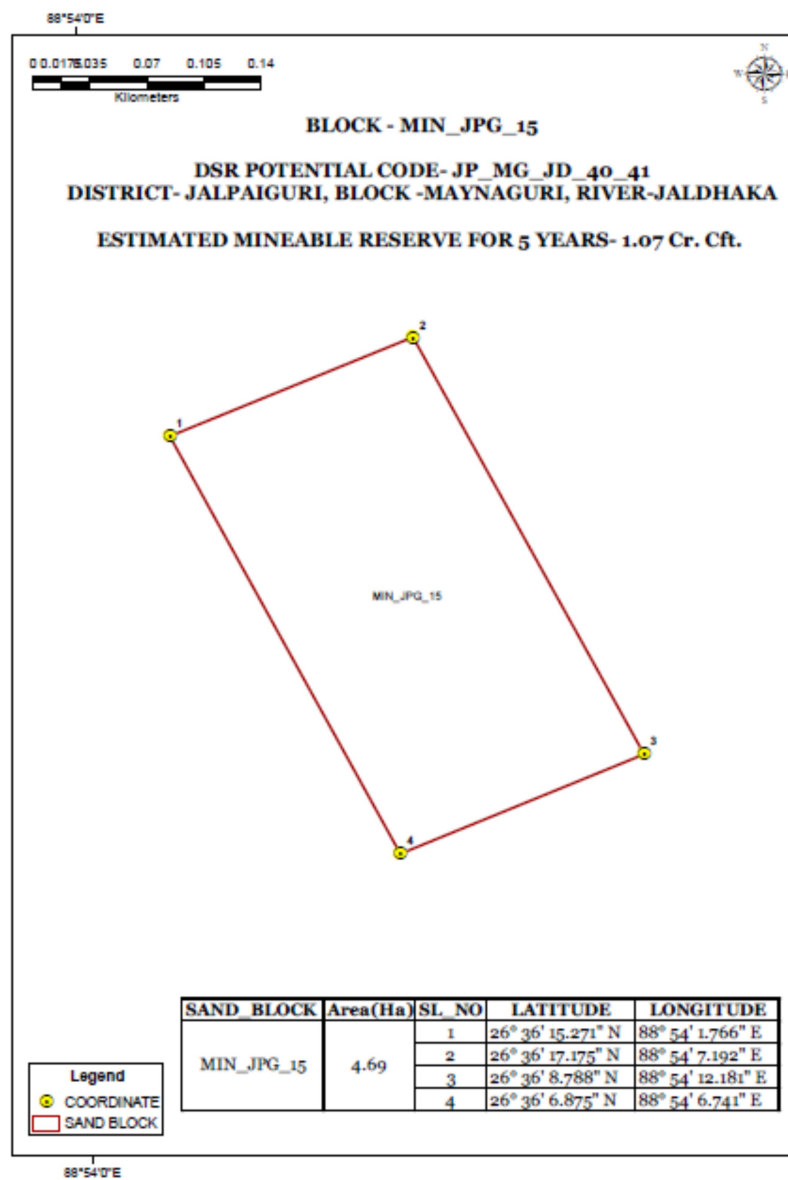 88°54'0"E
0 0.0175 0.035 0.07 0.105 0.14
Kilometers
N
W
S
BLOCK - MIN_JPG_15
DSR POTENTIAL CODE- JP_MG_JD_40_41
DISTRICT- JALPAIGURI, BLOCK -MAYNAGURI, RIVER-JALDHAKA
ESTIMATED MINEABLE RESERVE FOR 5 YEARS- 1.07 Cr. Cft.
2
1
MIN_JPG_15
3
4
SAND_BLOCK Area(Ha) SL_NO LATITUDE LONGITUDE
MIN_JPG_15 4.69
1 26° 36' 15.271" N 88° 54' 1.766" E
2 26° 36' 17.175" N 88° 54' 7.192" E
3 26° 36' 8.788" N 88° 54' 12.181" E
4 26° 36' 6.875" N 88° 54' 6.741" E
Legend
COORDINATE
SAND BLOCK
88°54'0"E